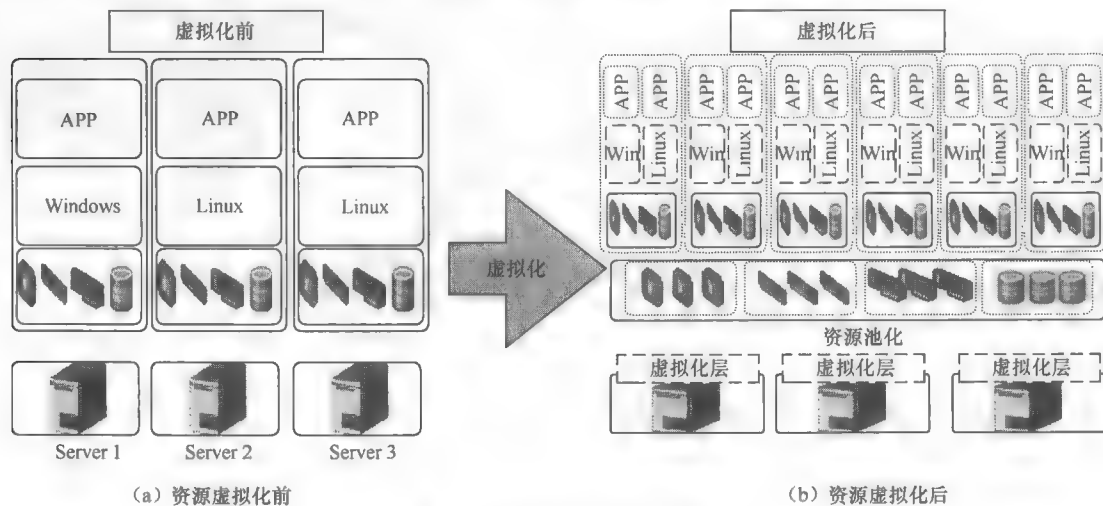 虚拟化前
APP APP APP
Windows Linux Linux
Server 1 Server 2 Server 3
(a) 资源虚拟化前
虚拟化
虚拟化后
APP APP APP APP APP APP APP APP APP APP APP APP
Win Linux Win Linux Win Linux Win Linux Win Linux Win Linux
资源池化
虚拟化层 虚拟化层 虚拟化层
(b) 资源虚拟化后